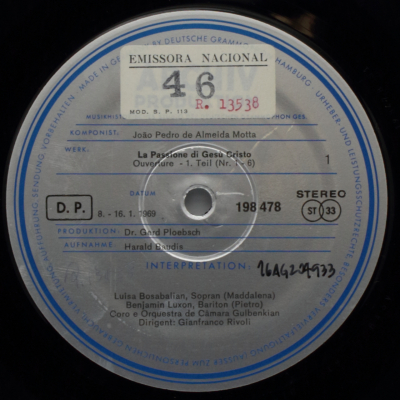 EMISSORA NACIONAL
46
MOD. S. P. 113
R. 13538
KOMPONIST: João Pedro de Almeida Motta
WERK: La Passione di Gesù Cristo
Ouverture - 1. Teil (Nr. 1 - 6)
1
DATUM
D. P.
8. - 16. 1. 1969
198 478
STEREO
ST 33
PRODUKTION: Dr. Gerd Ploebsch
AUFNAHME: Harald Baudis
INTERPRETATION:
Luisa Bosabalian, Sopran (Maddalena)
Benjamin Luxon, Bariton (Pietro)
Coro e Orquestra de Câmara Gulbenkian
Dirigent: Gianfranco Rivoli